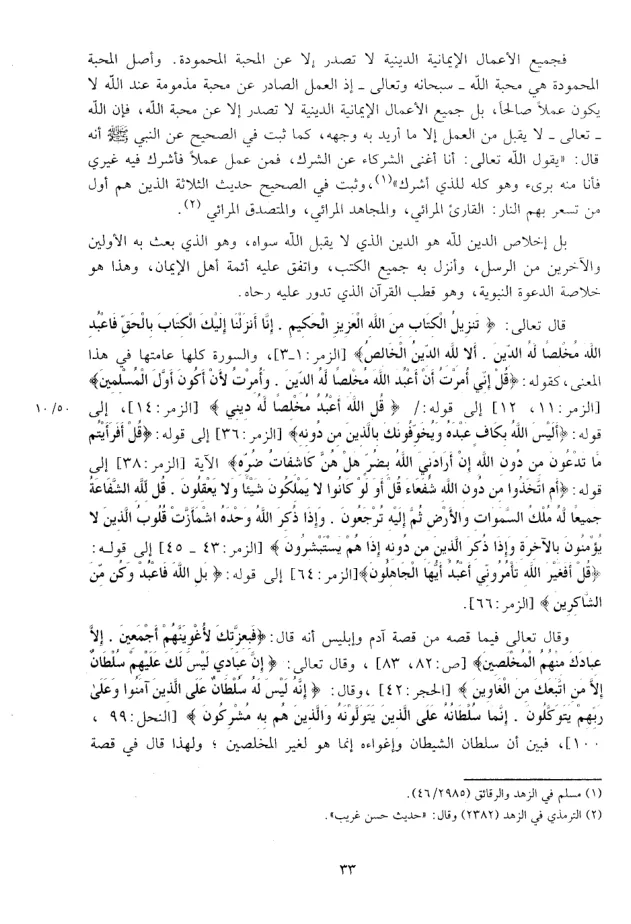 فجميع الأعمال الإيمانية الدينية لا تصدر إلا عن المحبة المحمودة. وأصل المحبة
المحمودة هي محبة الله ـ سبحانه وتعالى ـ إذ العمل الصادر عن محبة مذمومة عند الله لا
يكون عملاً صالحاً، بل جميع الأعمال الإيمانية الدينية لا تصدر إلا عن محبة الله، فإن الله
ـ تعالى ـ لا يقبل من العمل إلا ما أريد به وجهه، كما ثبت في الصحيح عن النبي ﷺ أنه
قال: «يقول الله تعالى: أنا أغنى الشركاء عن الشرك، فمن عمل عملاً فأشرك فيه غيري
فأنا منه برىء وهو كله للذي أشرك»(١)،وثبت في الصحيح حديث الثلاثة الذين هم أول
من تسعر بهم النار: القارئ المرائي، والمجاهد المرائي، والمتصدق المرائي (٢).
بل إخلاص الدين لله هو الدين الذي لا يقبل الله سواه، وهو الذي بعث به الأولين
والآخرين من الرسل، وأنزل به جميع الكتب، واتفق عليه أئمة أهل الإيمان، وهذا هو
خلاصة الدعوة النبوية، وهو قطب القرآن الذي تدور عليه رحاه.
قال تعالى: ﴿ تَنزِيلُ الْكِتَابِ مِنَ اللَّهِ الْعَزِيزِ الْحَكِيمِ . إِنَّا أَنزَلْنَا إِلَيْكَ الْكِتَابَ بِالْحَقِّ فَاعْبُدِ
اللَّهَ مُخْلِصًا لَّهُ الدِّينَ . أَلا لِلَّهِ الدِّينُ الْخَالِصُ﴾ [الزمر:١ـ٣]، والسورة كلها عامتها في هذا
المعنى،كقوله: ﴿قُلْ إِنِّي أُمِرْتُ أَنْ أَعْبُدَ اللَّهَ مُخْلِصًا لَّهُ الدِّينَ . وَأُمِرْتُ لأَنْ أَكُونَ أَوَّلَ الْمُسْلِمِينَ﴾
[الزمر:١١، ١٢] إلى قوله:/ ﴿ قُلِ اللَّهَ أَعْبُدُ مُخْلِصًا لَّهُ دِينِي ﴾ [الزمر:١٤]، إلى ١٠/٥٠
قوله: ﴿أَلَيْسَ اللَّهُ بِكَافٍ عَبْدَهُ وَيُخَوِّفُونَكَ بِالَّذِينَ مِن دُونِهِ﴾ [الزمر:٣٦] إلى قوله: ﴿قُلْ أَفَرَأَيْتُم
مَّا تَدْعُونَ مِن دُونِ اللَّهِ إِنْ أَرَادَنِيَ اللَّهُ بِضُرٍّ هَلْ هُنَّ كَاشِفَاتُ ضُرِّهِ﴾ الآية [الزمر:٣٨] إلى
قوله: ﴿أَمِ اتَّخَذُوا مِن دُونِ اللَّهِ شُفَعَاءَ قُلْ أَوَ لَوْ كَانُوا لا يَمْلِكُونَ شَيْئًا وَلا يَعْقِلُونَ . قُل لِّلَّهِ الشَّفَاعَةُ
جَمِيعًا لَّهُ مُلْكُ السَّمَوَاتِ وَالأَرْضِ ثُمَّ إِلَيْهِ تُرْجَعُونَ . وَإِذَا ذُكِرَ اللَّهُ وَحْدَهُ اشْمَأَزَّتْ قُلُوبُ الَّذِينَ لا
يُؤْمِنُونَ بِالآخِرَةِ وَإِذَا ذُكِرَ الَّذِينَ مِن دُونِهِ إِذَا هُمْ يَسْتَبْشِرُونَ ﴾ [الزمر:٤٣ ـ ٤٥] إلى قوله:
﴿قُلْ أَفَغَيْرَ اللَّهِ تَأْمُرُونِّي أَعْبُدُ أَيُّهَا الْجَاهِلُونَ﴾[الزمر:٦٤] إلى قوله: ﴿ بَلِ اللَّهَ فَاعْبُدْ وَكُن مِّنَ
الشَّاكِرِينَ ﴾ [الزمر:٦٦].
وقال تعالى فيما قصه من قصة آدم وإبليس أنه قال: ﴿فَبِعِزَّتِكَ لأُغْوِيَنَّهُمْ أَجْمَعِينَ . إِلاَّ
عِبَادَكَ مِنْهُمُ الْمُخْلَصِينَ﴾ [ص:٨٢، ٨٣] ، وقال تعالى: ﴿ إِنَّ عِبَادِي لَيْسَ لَكَ عَلَيْهِمْ سُلْطَانٌ
إِلاَّ مَنِ اتَّبَعَكَ مِنَ الْغَاوِينَ ﴾ [الحجر:٤٢] ،وقال: ﴿ إِنَّهُ لَيْسَ لَهُ سُلْطَانٌ عَلَى الَّذِينَ آمَنُوا وَعَلَىٰ
رَبِّهِمْ يَتَوَكَّلُونَ . إِنَّمَا سُلْطَانُهُ عَلَى الَّذِينَ يَتَوَلَّوْنَهُ وَالَّذِينَ هُم بِهِ مُشْرِكُونَ ﴾ [النحل:٩٩ ،
١٠٠]، فبين أن سلطان الشيطان وإغواءه إنما هو لغير المخلصين ؛ ولهذا قال في قصة
(١) مسلم في الزهد والرقائق (٤٦/٢٩٨٥).
(٢) الترمذي في الزهد (٢٣٨٢) وقال: «حديث حسن غريب».
٣٣